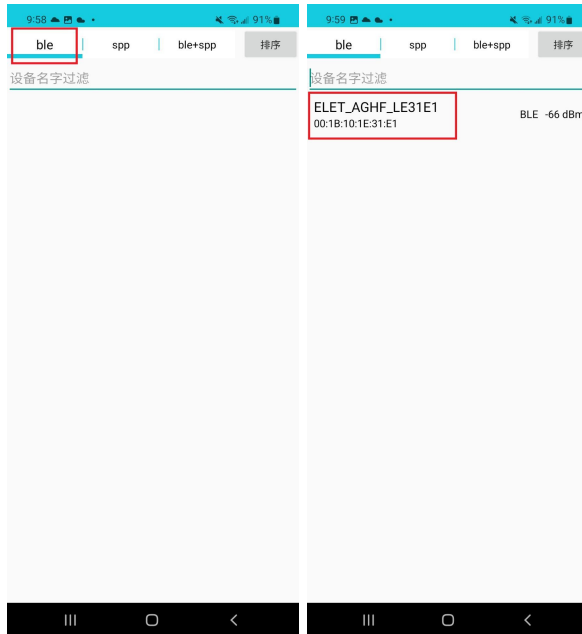 9:58
91%
ble
spp
ble+spp
排序
设备名字过滤
9:59
91%
ble
spp
ble+spp
排序
设备名字过滤
ELET_AGHF_LE31E1
00:1B:10:1E:31:E1
BLE -66 dBm